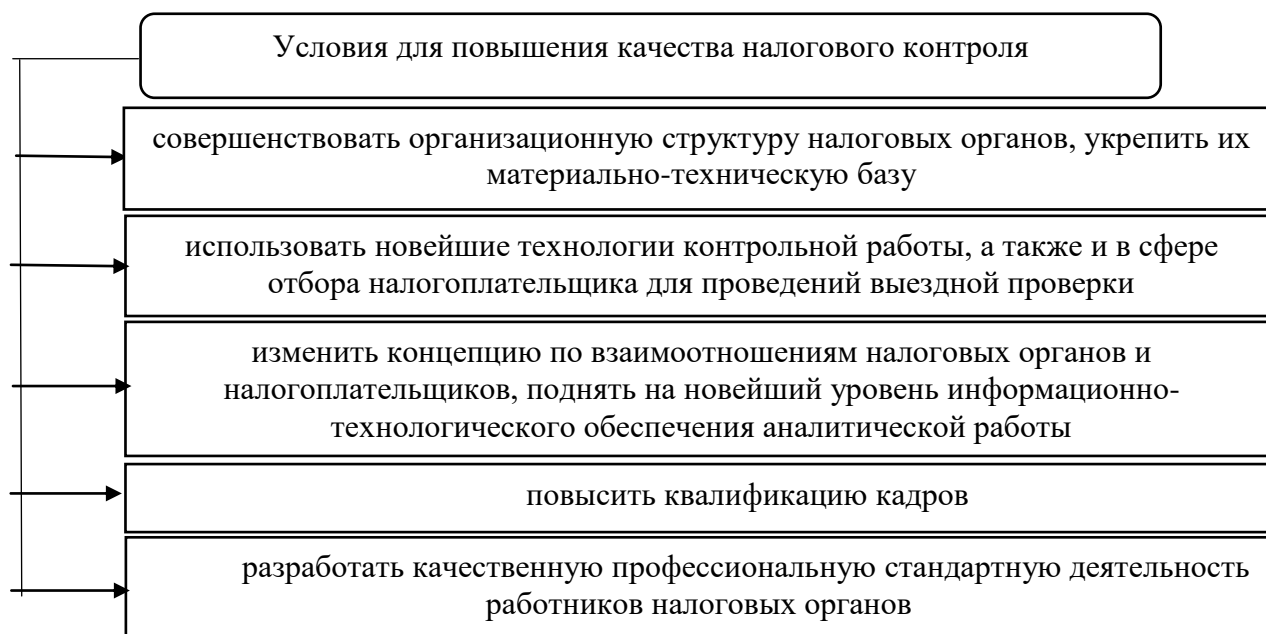 Условия для повышения качества налогового контроля
совершенствовать организационную структуру налоговых органов, укрепить их
материально-техническую базу
использовать новейшие технологии контрольной работы, а также и в сфере
отбора налогоплательщика для проведений выездной проверки
изменить концепцию по взаимоотношениям налоговых органов и
налогоплательщиков, поднять на новейший уровень информационно-
технологического обеспечения аналитической работы
повысить квалификацию кадров
разработать качественную профессиональную стандартную деятельность
работников налоговых органов